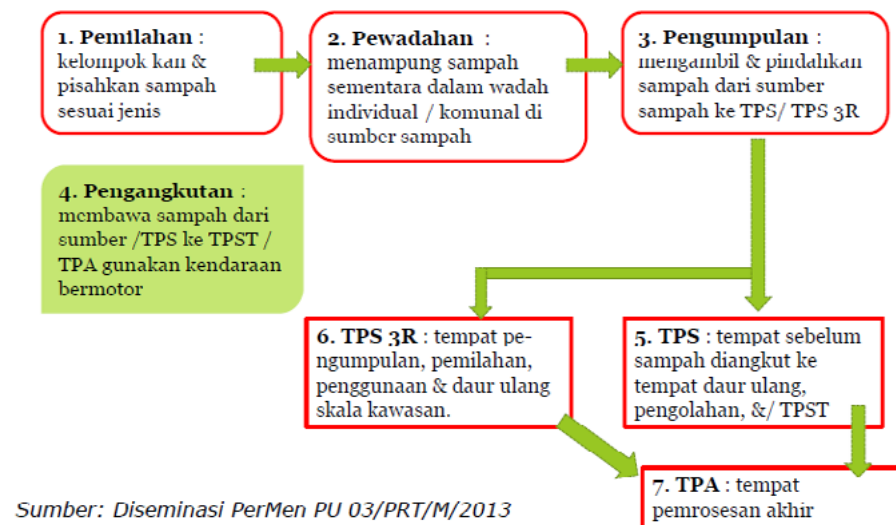 1. Pemilahan :
kelompok kan &
pisahkan sampah
sesuai jenis
2. Pewadahan :
menampung sampah
sementara dalam wadah
individual / komunal di
sumber sampah
3. Pengumpulan :
mengambil & pindahkan
sampah dari sumber
sampah ke TPS/ TPS 3R
4. Pengangkutan :
membawa sampah dari
sumber /TPS ke TPST /
TPA gunakan kendaraan
bermotor
6. TPS 3R : tempat pe-
ngumpulan, pemilahan,
penggunaan & daur ulang
skala kawasan.
5. TPS : tempat sebelum
sampah diangkut ke
tempat daur ulang,
pengolahan, &/ TPST
7. TPA : tempat
pemrosesan akhir
Sumber: Diseminasi PerMen PU 03/PRT/M/2013